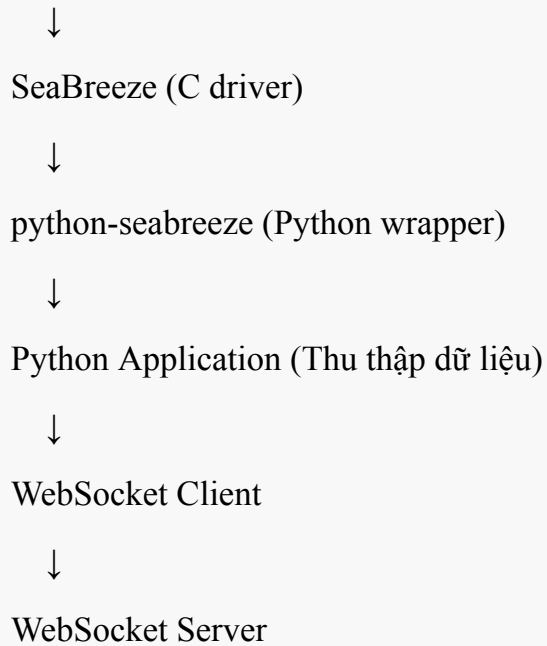 ↓
SeaBreeze (C driver)
↓
python-seabreeze (Python wrapper)
↓
Python Application (Thu thập dữ liệu)
↓
WebSocket Client
↓
WebSocket Server